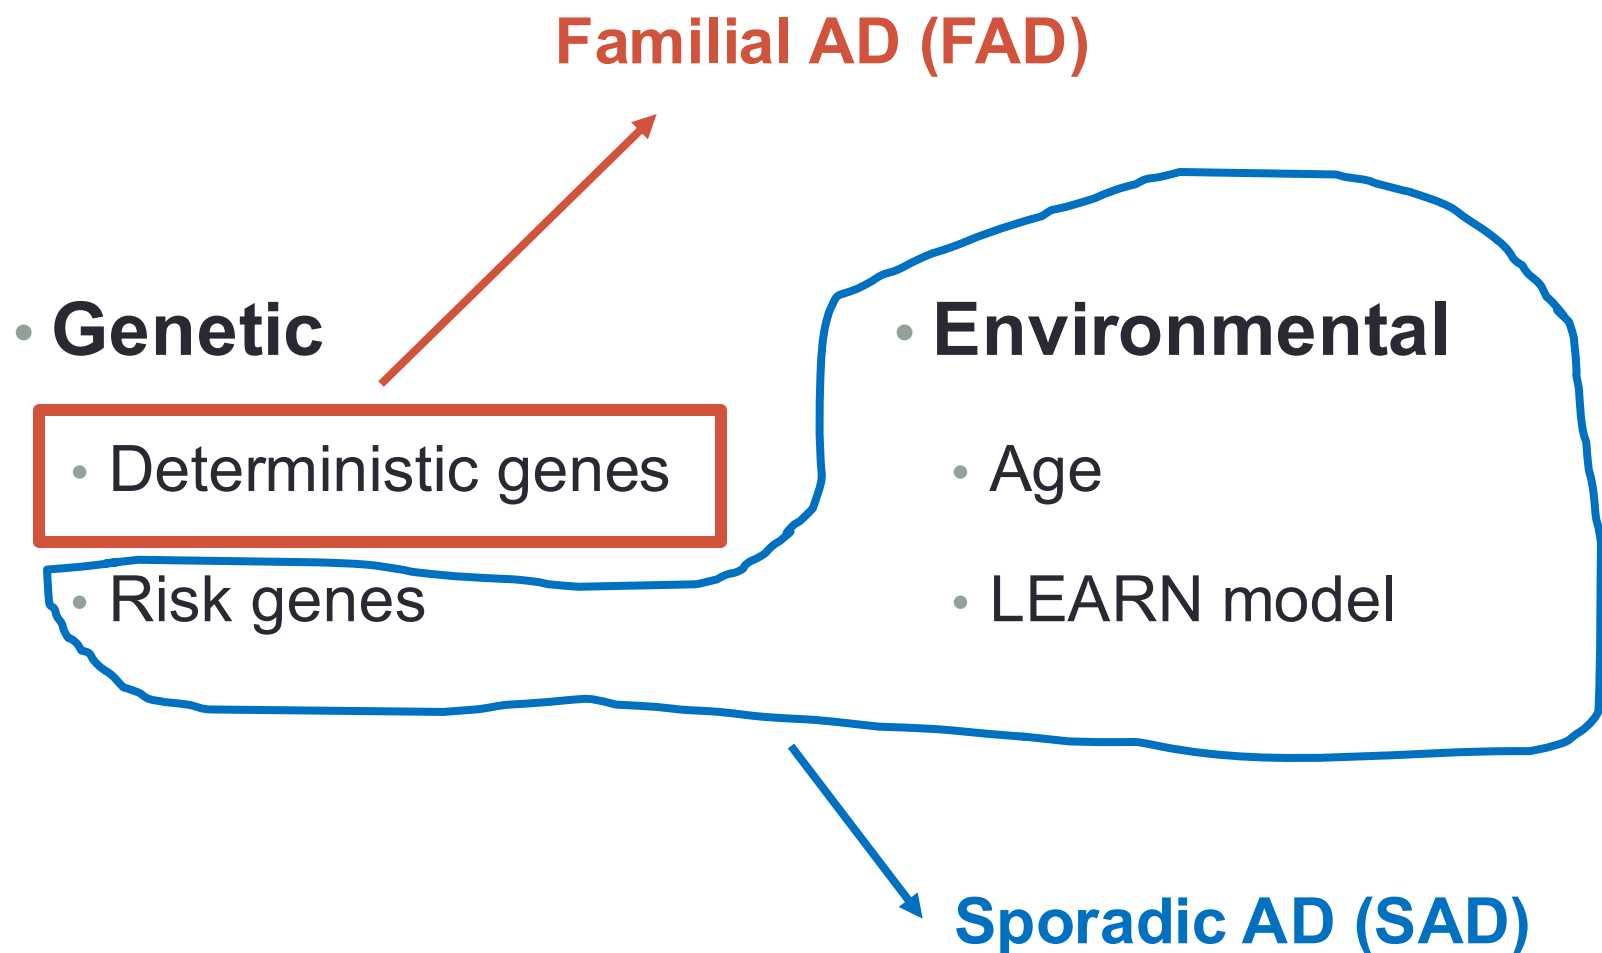 Familial AD (FAD)
• Genetic
• Deterministic genes
• Risk genes
• Environmental
• Age
• LEARN model
Sporadic AD (SAD)